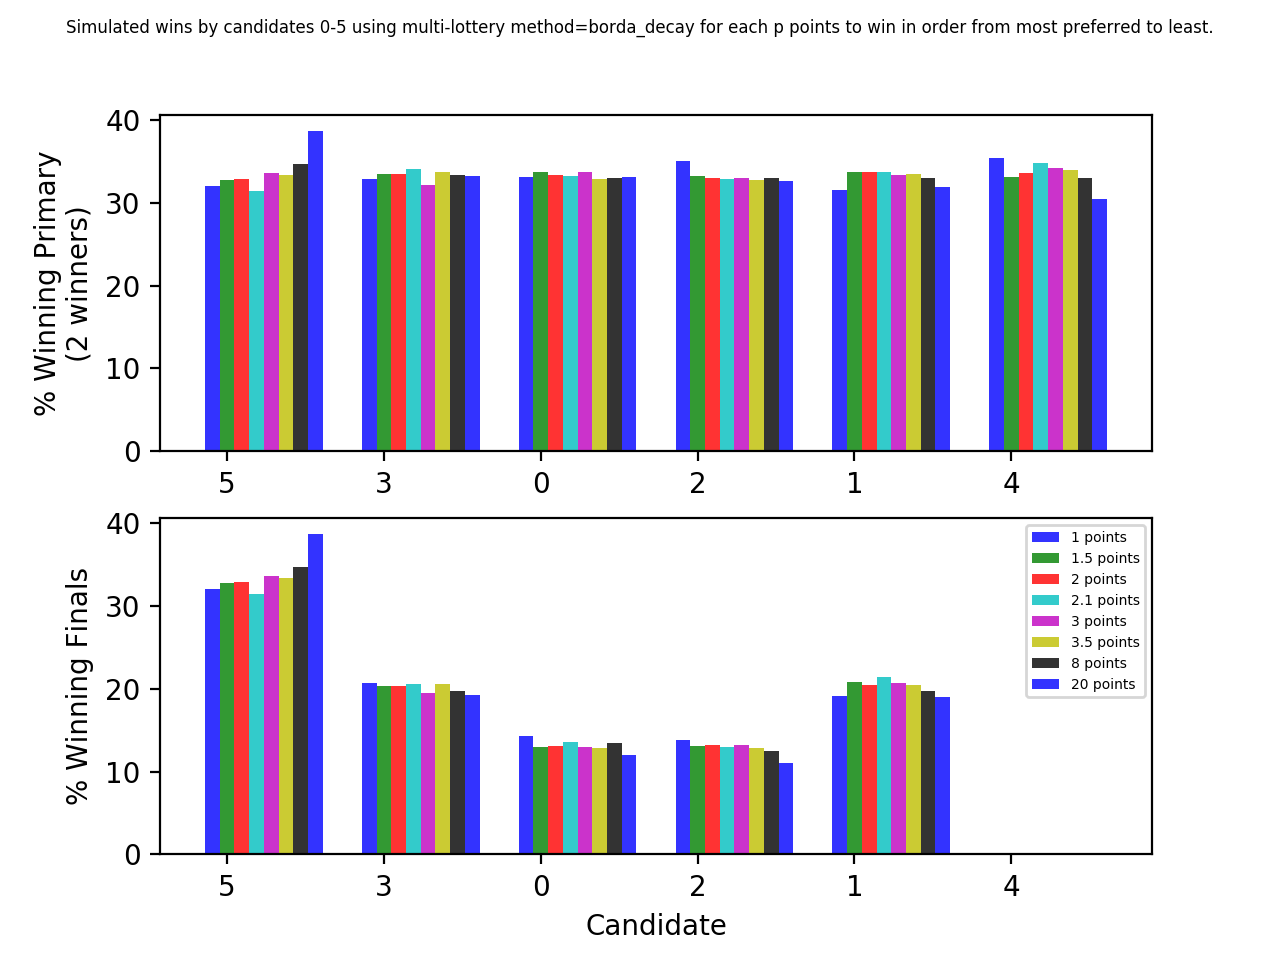 Simulated wins by candidates 0-5 using multi-lottery method=borda_decay for each p points to win in order from most preferred to least.
% Winning Primary
(2 winners)
40
30
20
10
0
5 3 0 2 1 4
% Winning Finals
40
30
20
10
0
1 points
1.5 points
2 points
2.1 points
3 points
3.5 points
8 points
20 points
5 3 0 2 1 4
Candidate